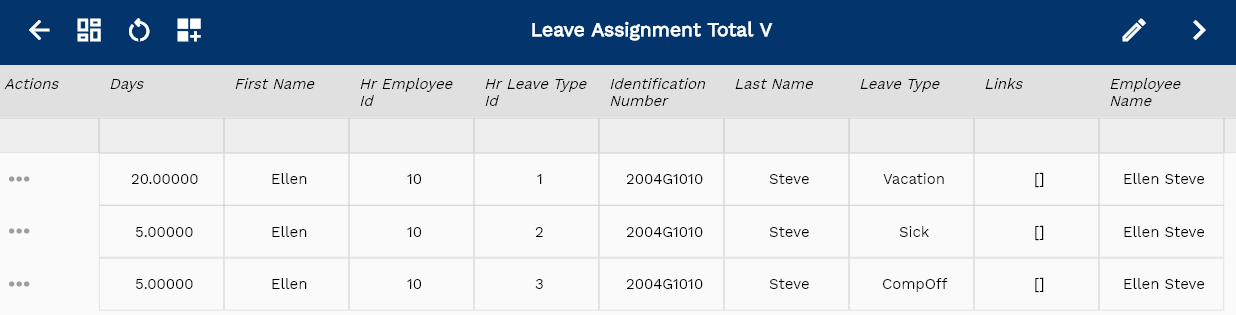 Leave Assignment Total V
Actions Days First Name Hr Employee Id Hr Leave Type Id Identification Number Last Name Leave Type Links Employee Name
20.00000 Ellen 10 1 2004G1010 Steve Vacation [] Ellen Steve
5.00000 Ellen 10 2 2004G1010 Steve Sick [] Ellen Steve
5.00000 Ellen 10 3 2004G1010 Steve CompOff [] Ellen Steve